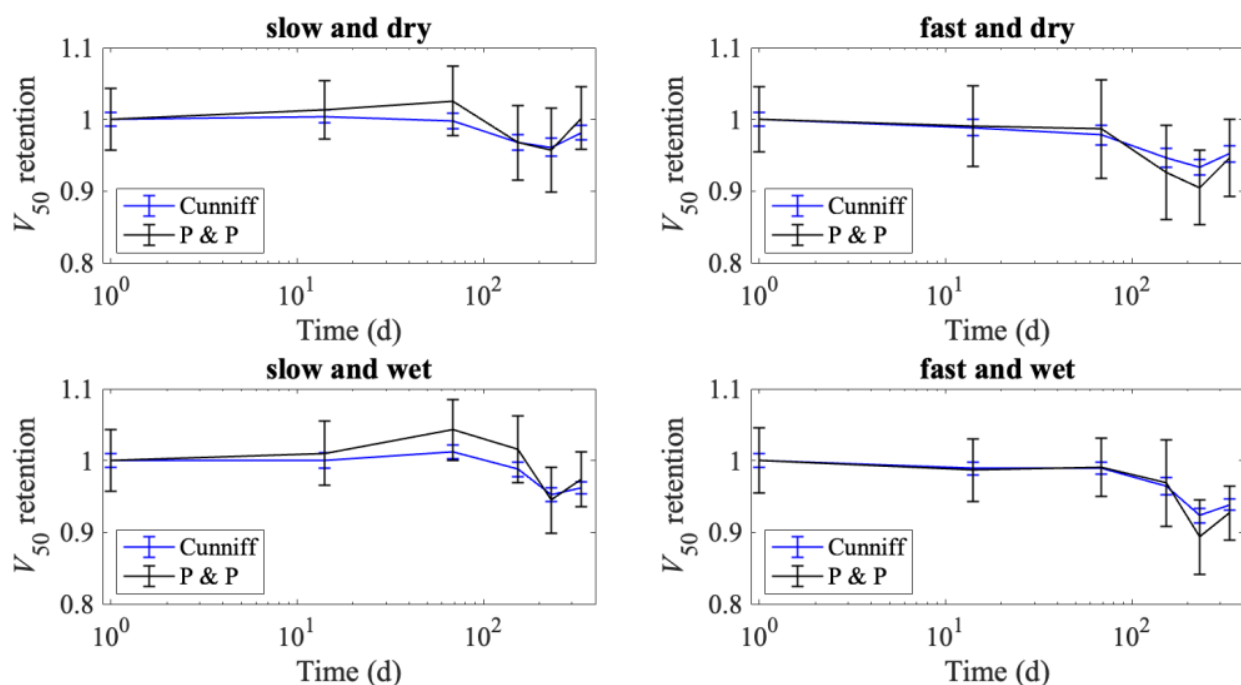 slow and dry
1.1
1
0.9
0.8
V50 retention
Cunniff
P & P
10^0
10^1
10^2
Time (d)
fast and dry
1.1
1
0.9
0.8
V50 retention
Cunniff
P & P
10^0
10^1
10^2
Time (d)
slow and wet
1.1
1
0.9
0.8
V50 retention
Cunniff
P & P
10^0
10^1
10^2
Time (d)
fast and wet
1.1
1
0.9
0.8
V50 retention
Cunniff
P & P
10^0
10^1
10^2
Time (d)